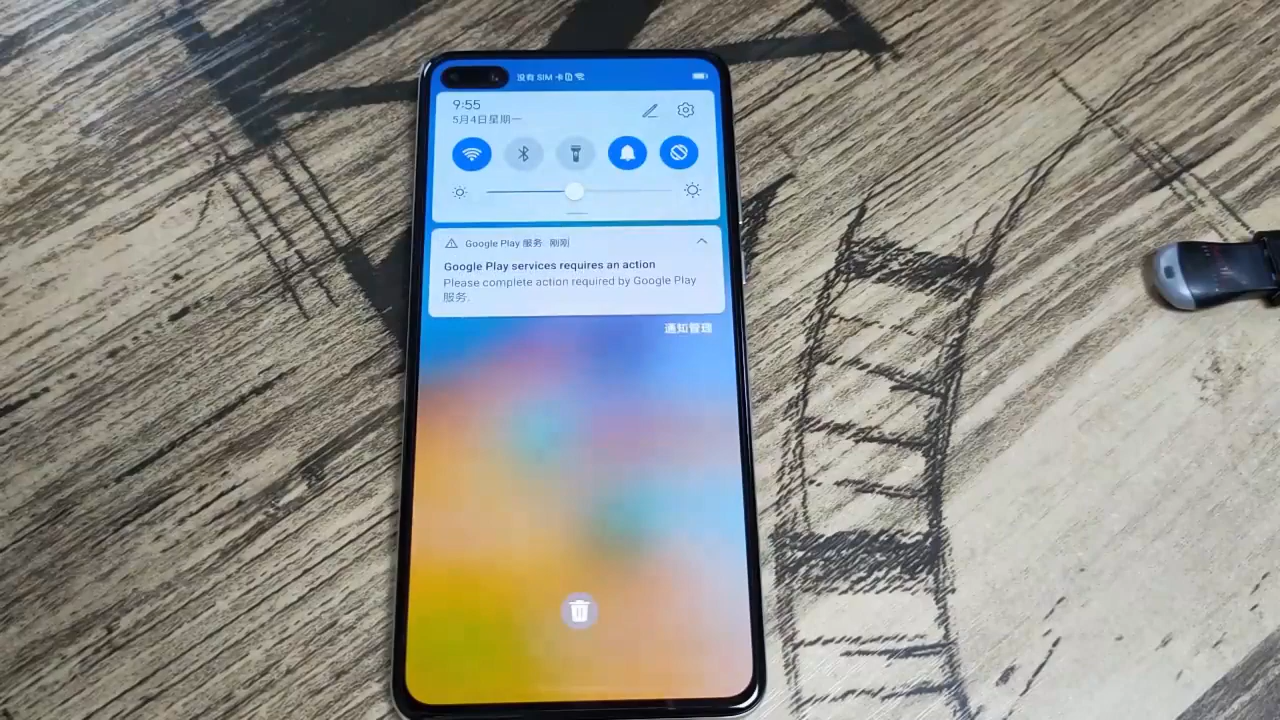 没有 SIM 卡
9:55
5月4日星期一
Google Play 服务 刚刚
Google Play services requires an action
Please complete action required by Google Play
服务.
通知管理